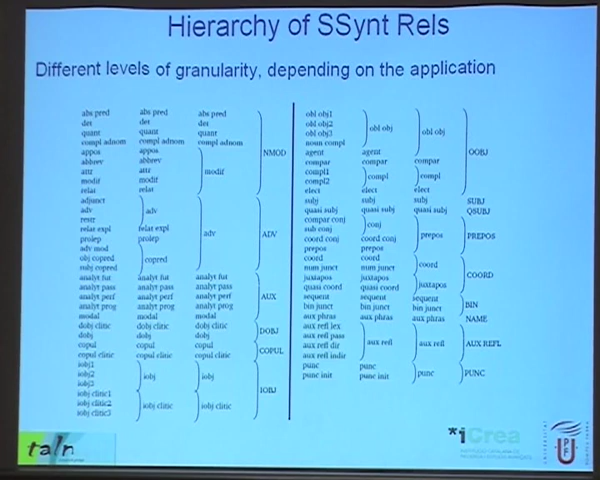 Hierarchy of SSynt Rels
Different levels of granularity, depending on the application
abs pred abs pred abs pred
det det det
quant quant quant
compl adnom compl adnom compl adnom
appos appos
abbrev abbrev
attr attr
modif modif modif
relat relat
NMOD
adjunct
adv adv
restr
relat expl relat expl
prolep prolep
adv mod
obj copred copred
subj copred
adv
ADV
analyt fut analyt fut analyt fut
analyt pass analyt pass analyt pass
analyt perf analyt perf analyt perf
analyt prog analyt prog analyt prog
modal modal modal
AUX
dobj clitic dobj clitic dobj clitic
dobj dobj dobj
DOBJ
copul copul copul
copul clitic copul clitic copul clitic
COPUL
iobj1
iobj2 iobj iobj
iobj3
iobj clitic1
iobj clitic2 iobj clitic iobj clitic
iobj clitic3
IOBJ
obl obj1
obl obj2 obl obj obl obj
obl obj3
noun compl
agent agent
compar compar compar
compl1 compl compl
compl2
elect elect elect
OOBJ
subj subj subj SUBJ
quasi subj quasi subj quasi subj QSUBJ
compar conj conj
sub conj
coord conj coord conj
prepos prepos
prepos
PREPOS
coord coord coord
num junct num junct
juxtapos juxtapos juxtapos
quasi coord quasi coord
COORD
sequent sequent sequent
bin junct bin junct bin junct
BIN
aux phras aux phras aux phras NAME
aux refl lex
aux refl pass
aux refl dir
aux refl indir
aux refl aux refl AUX REFL
punc punc
punc init punc init
punc PUNC
taln
*iCrea
UPF